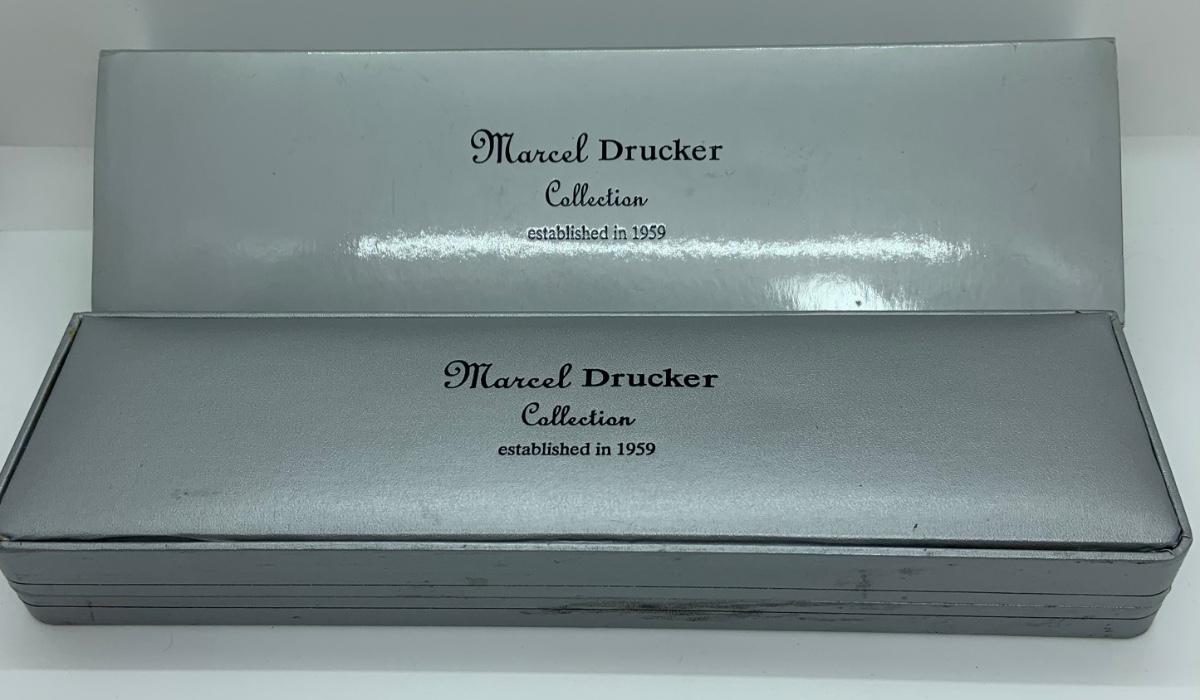 Marcel Drucker
Collection
established in 1959
Marcel Drucker
Collection
established in 1959